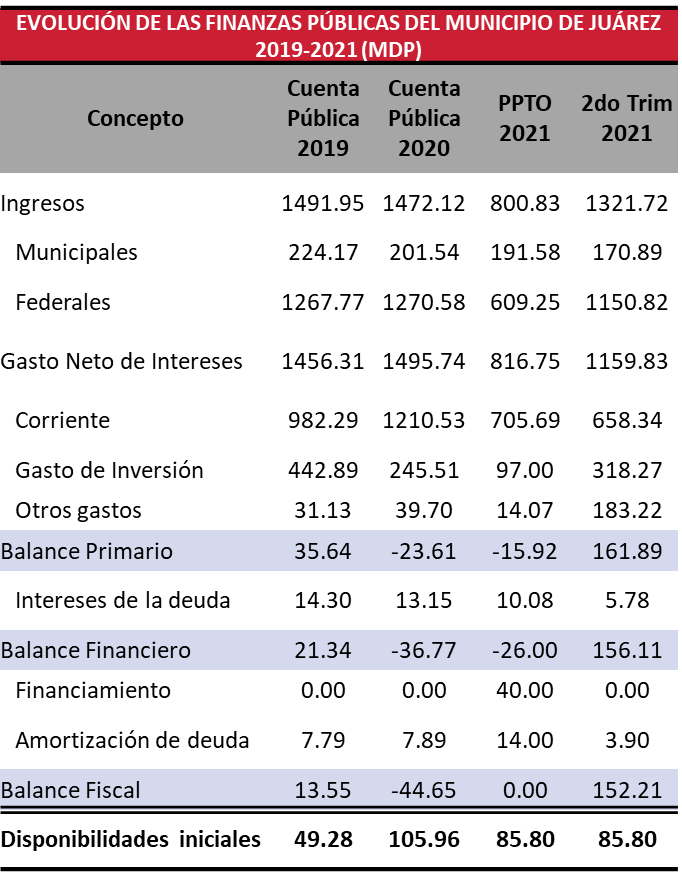 EVOLUCIÓN DE LAS FINANZAS PÚBLICAS DEL MUNICIPIO DE JUÁREZ
2019-2021 (MDP)
Concepto Cuenta Pública 2019 Cuenta Pública 2020 PPTO 2021 2do Trim 2021
Ingresos 1491.95 1472.12 800.83 1321.72
Municipales 224.17 201.54 191.58 170.89
Federales 1267.77 1270.58 609.25 1150.82
Gasto Neto de Intereses 1456.31 1495.74 816.75 1159.83
Corriente 982.29 1210.53 705.69 658.34
Gasto de Inversión 442.89 245.51 97.00 318.27
Otros gastos 31.13 39.70 14.07 183.22
Balance Primario 35.64 -23.61 -15.92 161.89
Intereses de la deuda 14.30 13.15 10.08 5.78
Balance Financiero 21.34 -36.77 -26.00 156.11
Financiamiento 0.00 0.00 40.00 0.00
Amortización de deuda 7.79 7.89 14.00 3.90
Balance Fiscal 13.55 -44.65 0.00 152.21
Disponibilidades iniciales 49.28 105.96 85.80 85.80